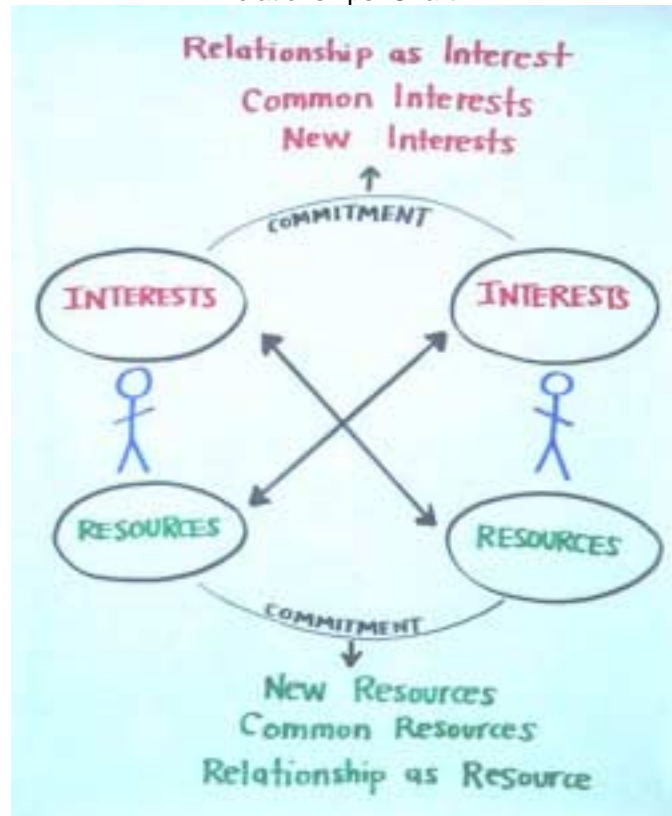 Relationship as Interest
Common Interests
New Interests
COMMITMENT
INTERESTS
INTERESTS
RESOURCES
RESOURCES
COMMITMENT
New Resources
Common Resources
Relationship as Resource